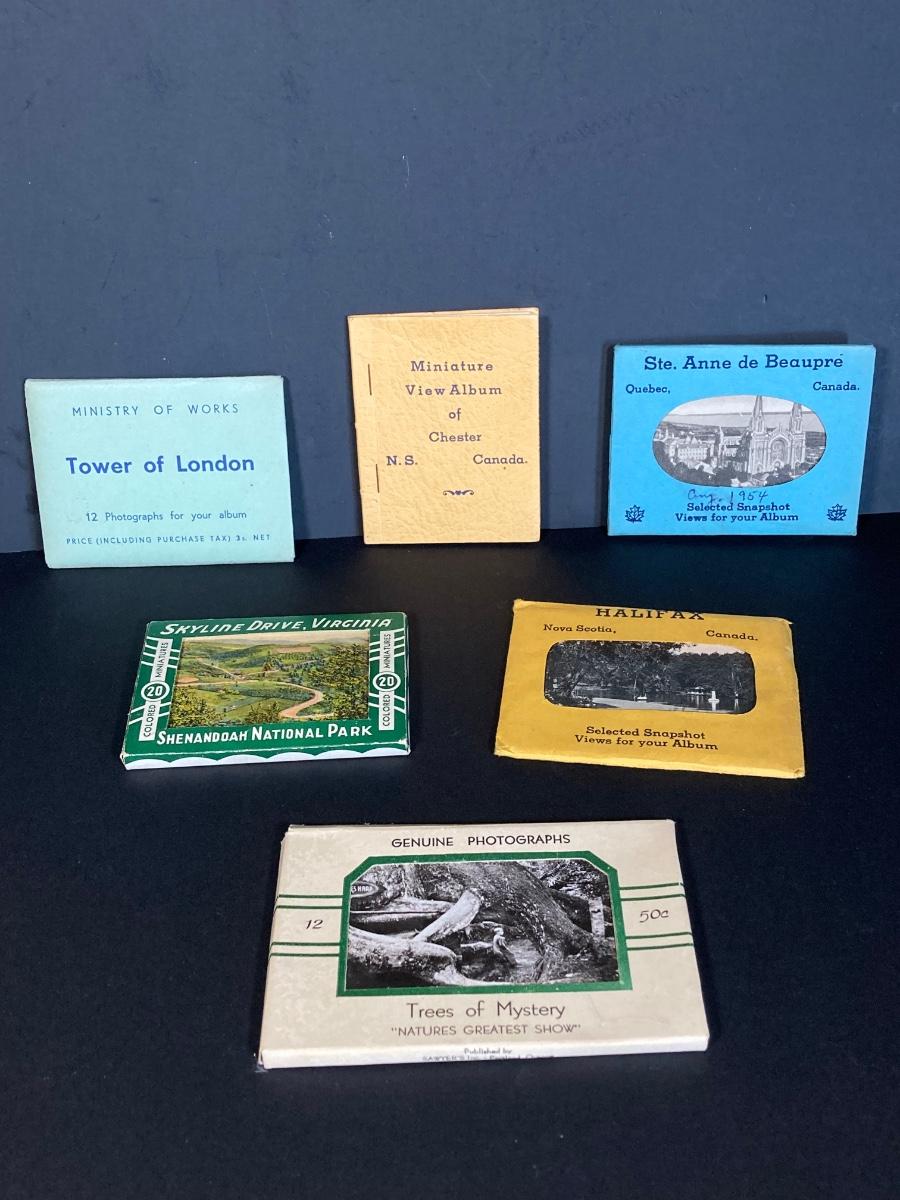 MINISTRY OF WORKS
Tower of London
12 Photographs for your album
PRICE (INCLUDING PURCHASE TAX) 3s. NET
Miniature
View Album
of
Chester
N.S. Canada.
Ste. Anne de Beaupré
Quebec, Canada.
Aug. 1954
Selected Snapshot
Views for your Album
SKYLINE DRIVE, VIRGINIA
COLORED 20 MINIATURES
COLORED 20 MINIATURES
SHENANDOAH NATIONAL PARK
HALIFAX
Nova Scotia, Canada.
Selected Snapshot
Views for your Album
GENUINE PHOTOGRAPHS
12 50c
Trees of Mystery
"NATURES GREATEST SHOW"
Published by